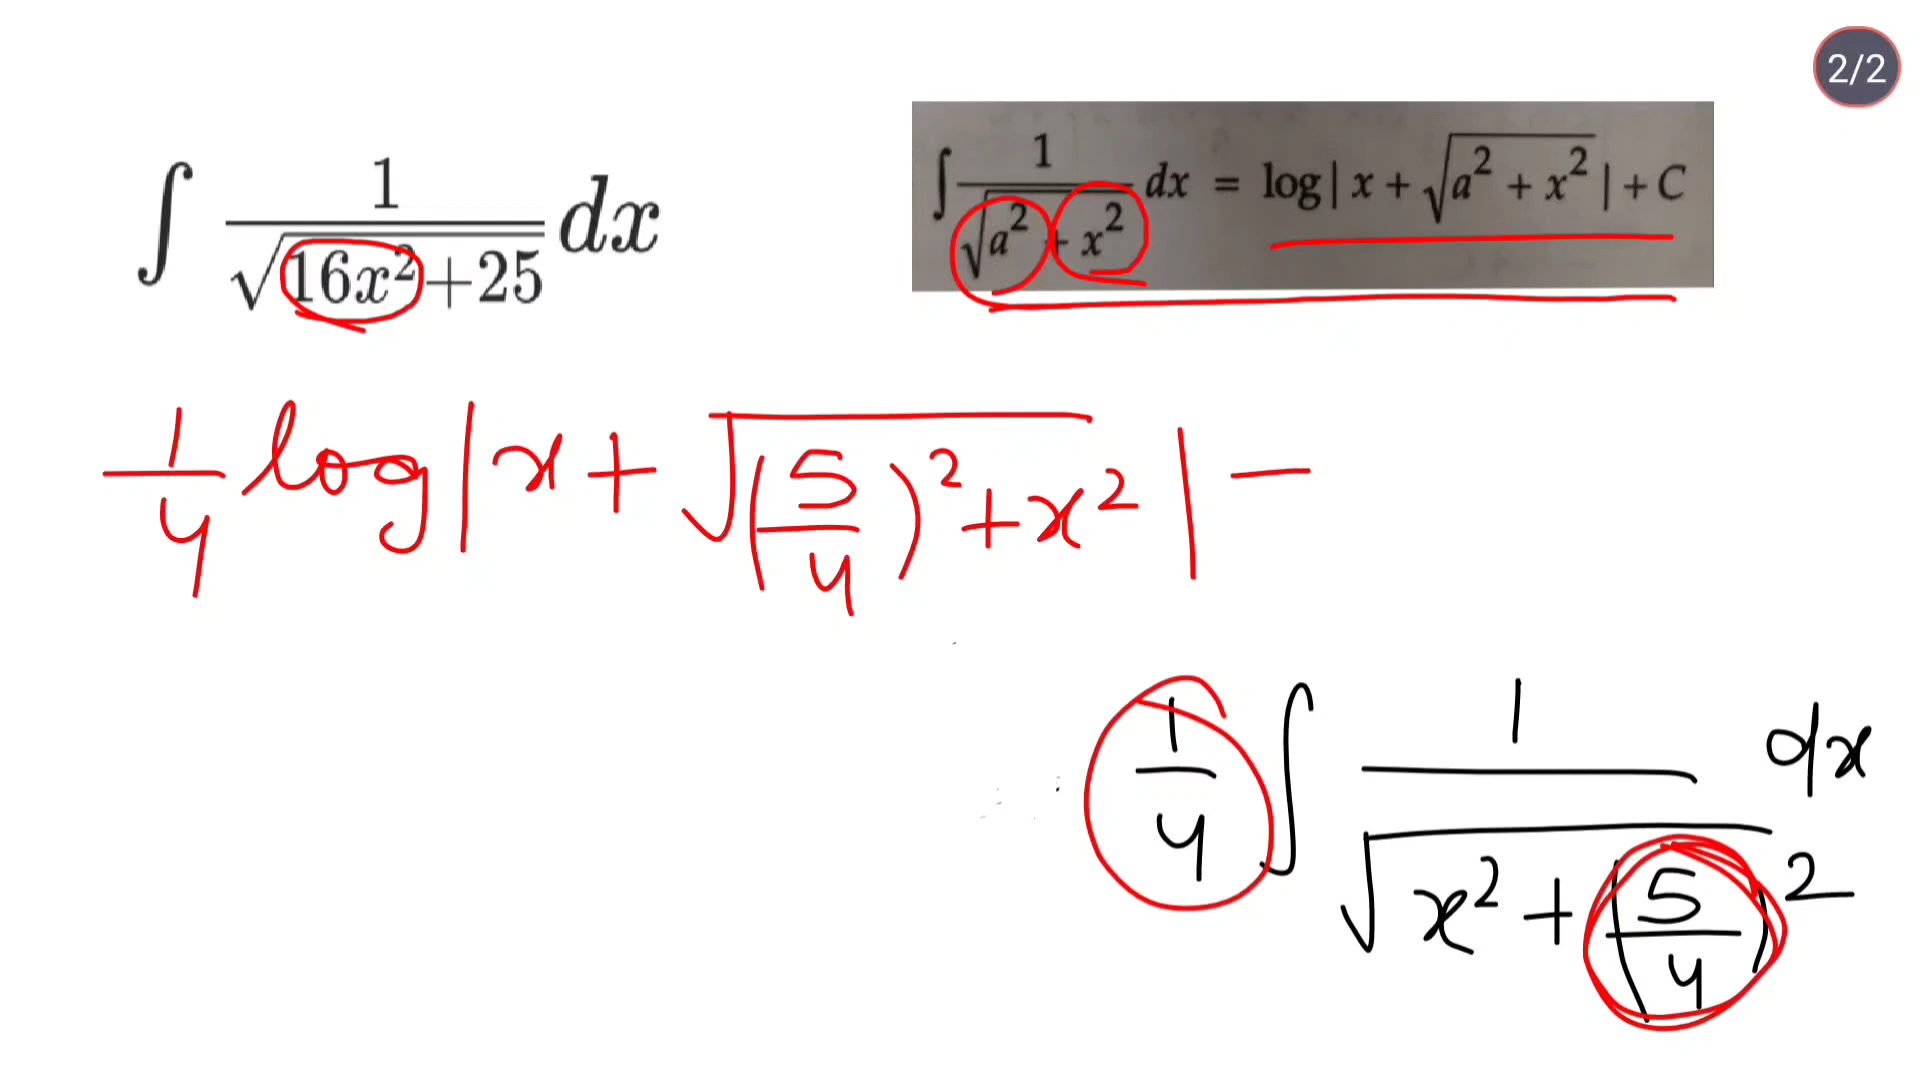 2/2
∫ 1/√(16x²+25) dx
∫ 1/√(a² + x²) dx = log| x + √(a² + x²) | + C
1/4 log| x + √((5/4)² + x²) | —
1/4 ∫ 1/√(x² + (5/4)²) dx